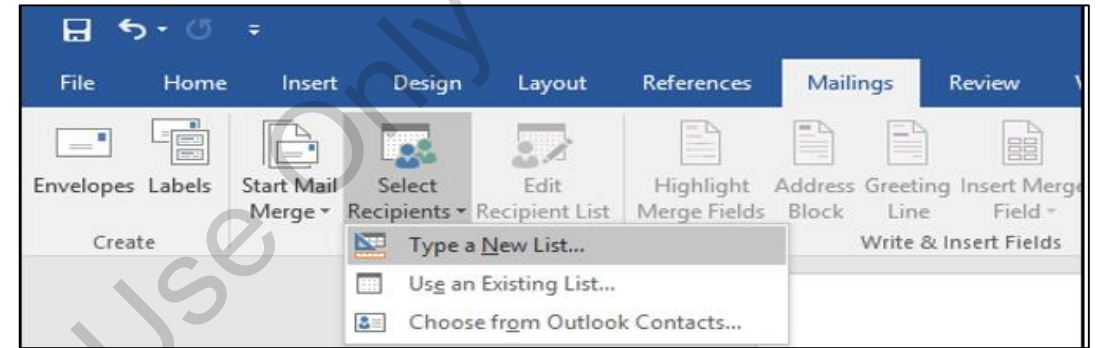 File Home Insert Design Layout References Mailings Review
Envelopes Labels Start Mail Merge Select Recipients Edit Recipient List Highlight Merge Fields Address Block Greeting Line Insert Merge Field
Create Write & Insert Fields
Type a New List...
Use an Existing List...
Choose from Outlook Contacts...
Use Only